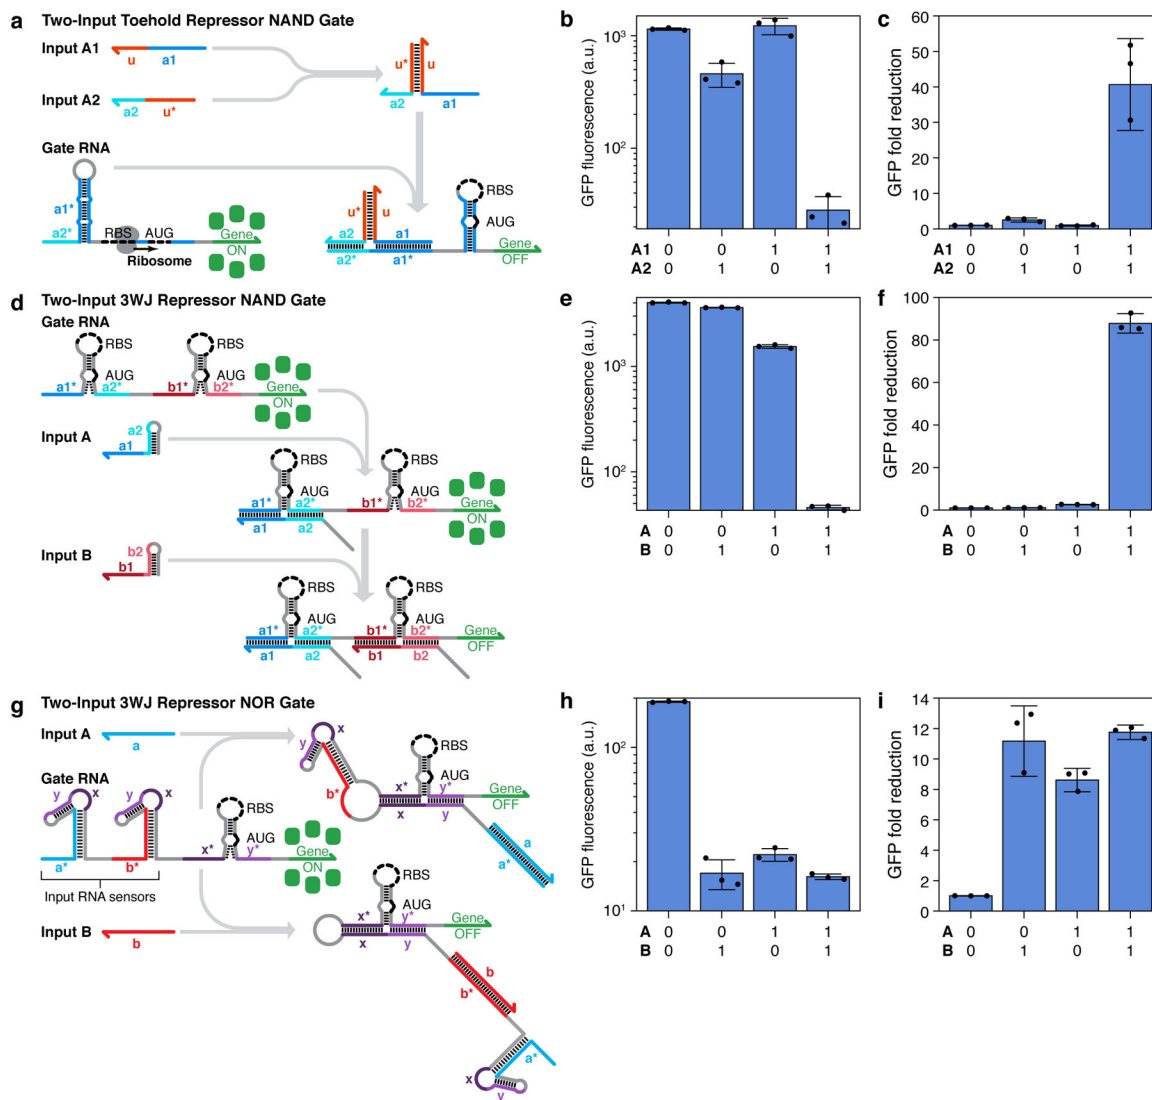 a Two-Input Toehold Repressor NAND Gate
Input A1
u a1
Input A2
a2 u*
u* u
a2 a1
Gate RNA
a1*
a2*
RBS AUG
Ribosome
Gene
ON
u* u
a2 a1
a2* a1*
RBS
AUG
Gene
OFF
b
GFP fluorescence (a.u.)
10³
10²
A1 0 0 1 1
A2 0 1 0 1
c
GFP fold reduction
60
50
40
30
20
10
0
A1 0 0 1 1
A2 0 1 0 1
d Two-Input 3WJ Repressor NAND Gate
Gate RNA
RBS RBS
AUG AUG
a1* a2* b1* b2*
Gene
ON
Input A
a2
a1
RBS RBS
AUG AUG
a1* a2* b1* b2*
a1 a2
Gene
ON
Input B
b2
b1
RBS RBS
AUG AUG
a1* a2* b1* b2*
a1 a2 b1 b2
Gene
OFF
e
GFP fluorescence (a.u.)
10³
10²
A 0 0 1 1
B 0 1 0 1
f
GFP fold reduction
100
80
60
40
20
0
A 0 0 1 1
B 0 1 0 1
g Two-Input 3WJ Repressor NOR Gate
Input A
a
Gate RNA
y x y x
RBS
AUG
a* b* x* y*
Gene
ON
Input RNA sensors
Input B
b
x
y
b*
RBS
AUG
x* y*
x y
Gene
OFF
a
a*
RBS
AUG
x* y*
x y
Gene
OFF
b
b*
a*
x
y
h
GFP fluorescence (a.u.)
10²
10¹
A 0 0 1 1
B 0 1 0 1
i
GFP fold reduction
14
12
10
8
6
4
2
0
A 0 0 1 1
B 0 1 0 1